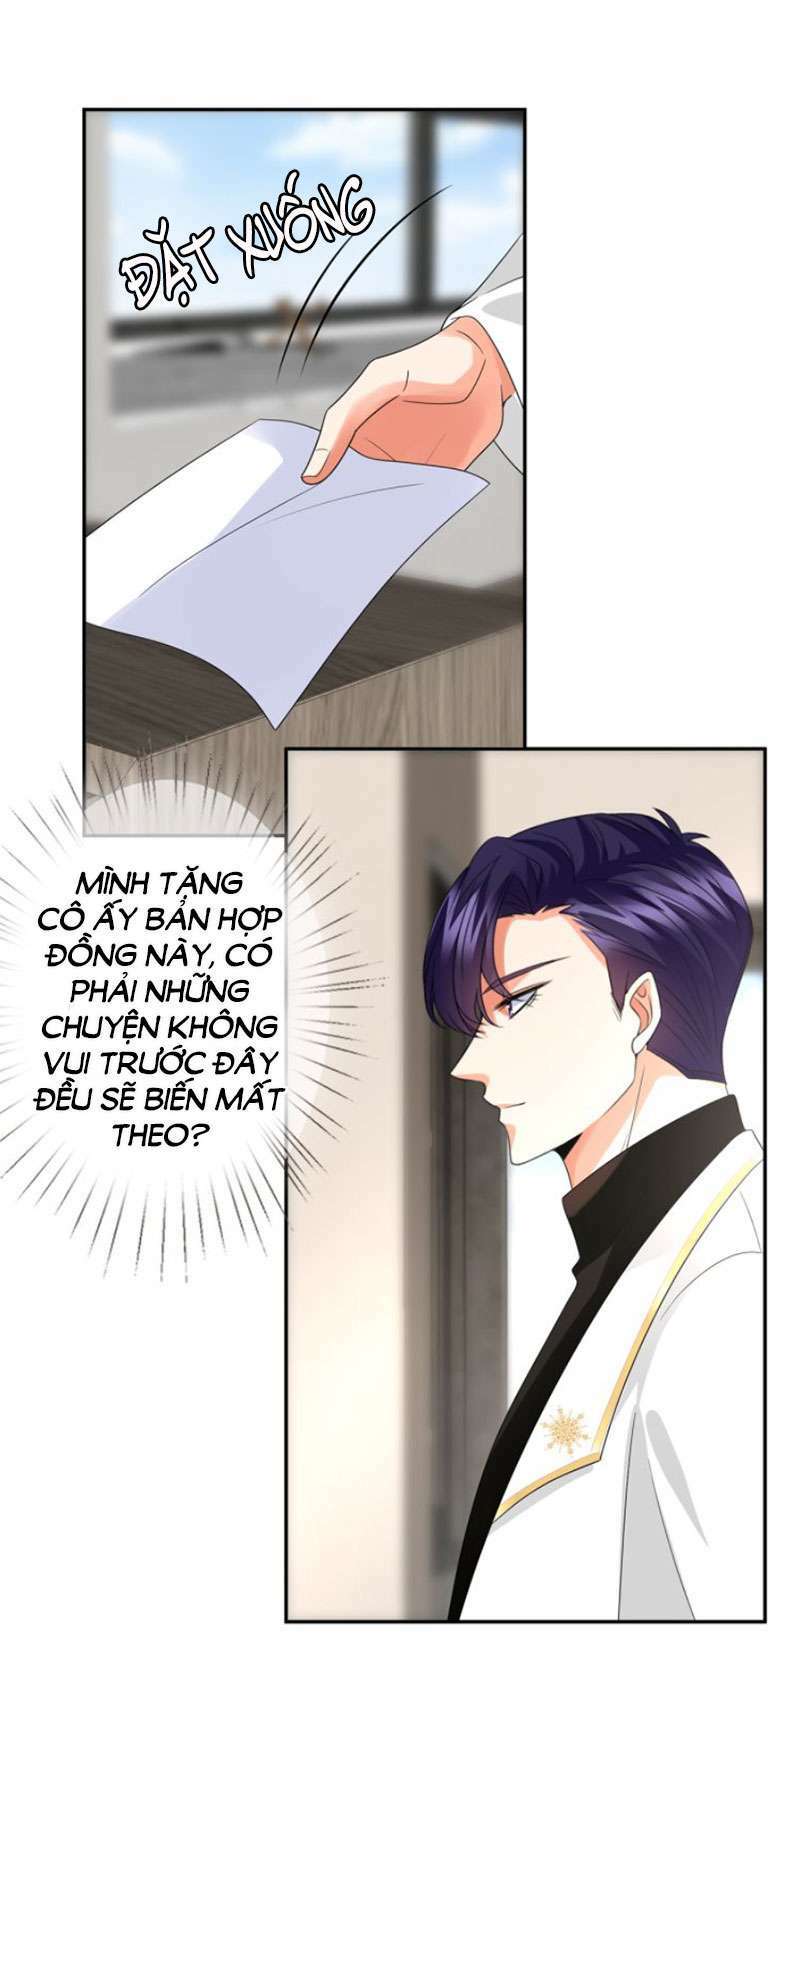 ĐẶT XUỐNG
MÌNH TẶNG
CÔ ẤY BẢN HỢP
ĐỒNG NÀY, CÓ
PHẢI NHỮNG
CHUYỆN KHÔNG
VUI TRƯỚC ĐÂY
ĐỀU SẼ BIẾN MẤT
THEO?